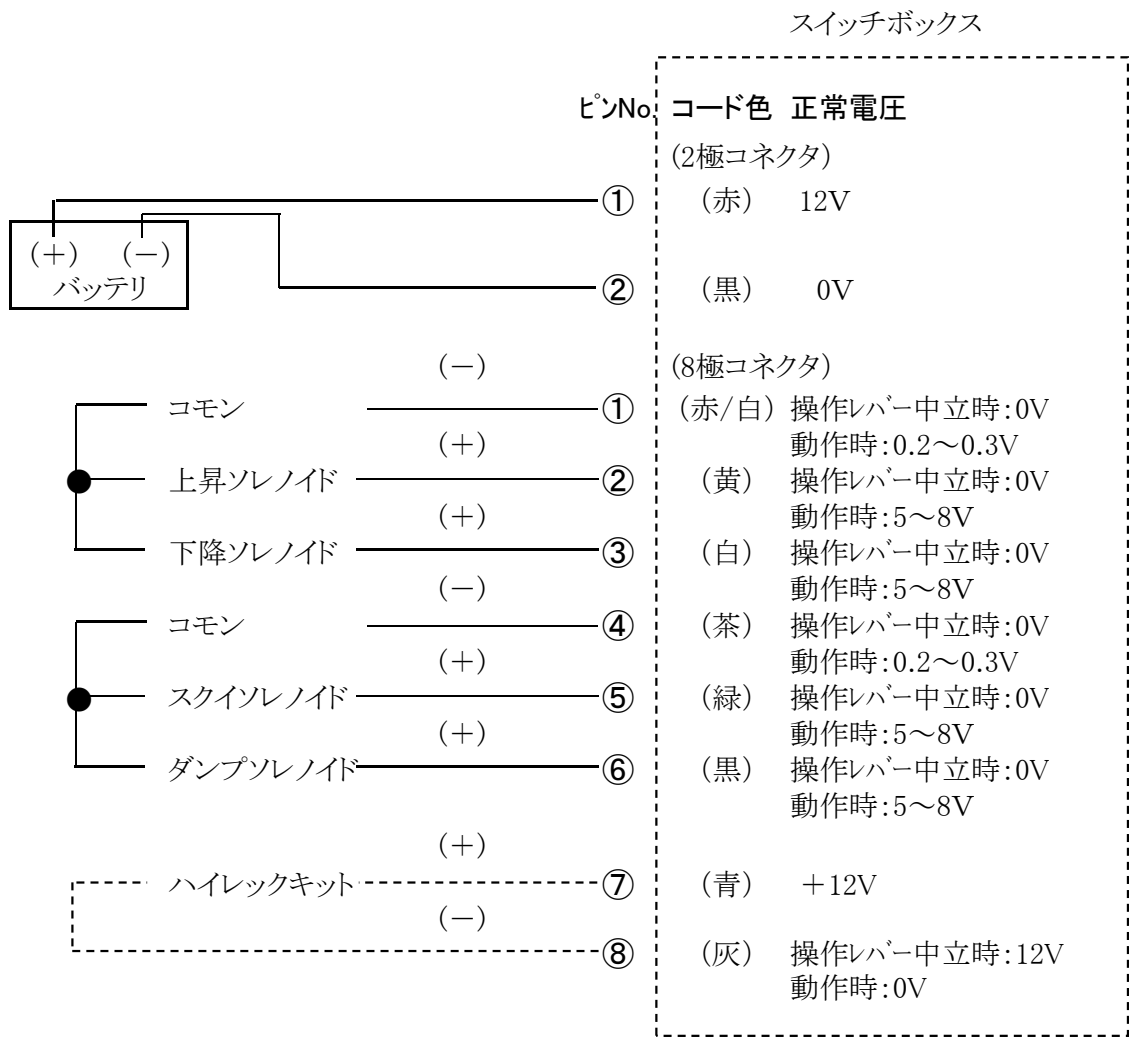 スイッチボックス
ピンNo. コード色 正常電圧
(2極コネクタ)
① (赤) 12V
(+) (−)
バッテリ
② (黒) 0V
(−) (8極コネクタ)
コモン ① (赤/白) 操作レバー中立時:0V
(+) 動作時:0.2~0.3V
上昇ソレノイド ② (黄) 操作レバー中立時:0V
(+) 動作時:5~8V
下降ソレノイド ③ (白) 操作レバー中立時:0V
(−) 動作時:5~8V
コモン ④ (茶) 操作レバー中立時:0V
(+) 動作時:0.2~0.3V
スクイソレノイド ⑤ (緑) 操作レバー中立時:0V
(+) 動作時:5~8V
ダンプソレノイド ⑥ (黒) 操作レバー中立時:0V
動作時:5~8V
(+)
ハイレックキット ⑦ (青) +12V
(−)
⑧ (灰) 操作レバー中立時:12V
動作時:0V